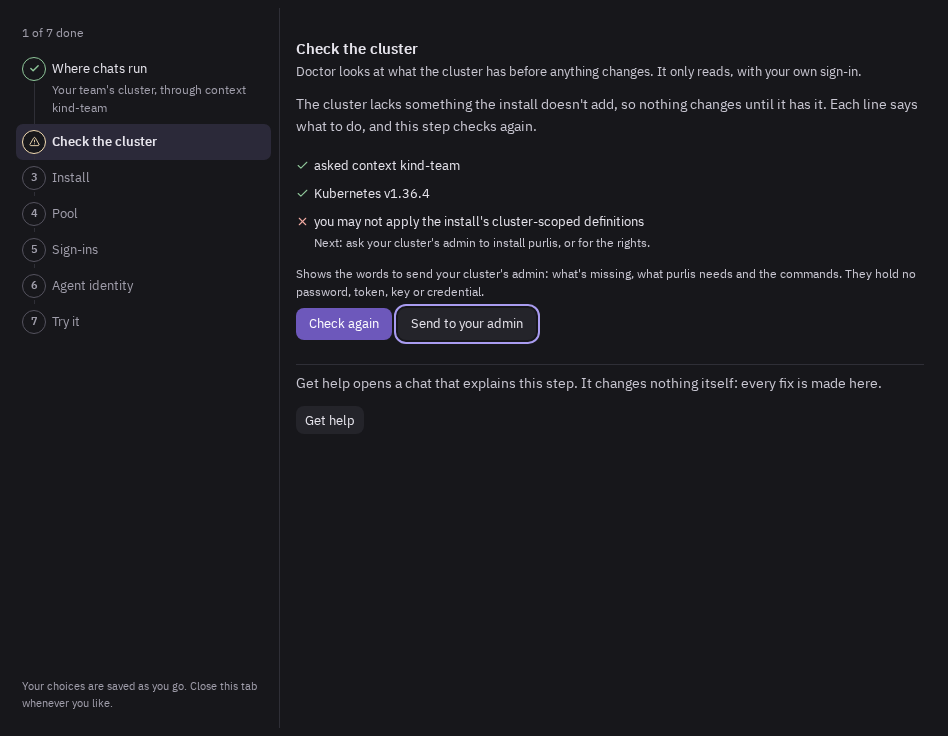 1 of 7 done
Where chats run
Your team's cluster, through context
kind-team
Check the cluster
3 Install
4 Pool
5 Sign-ins
6 Agent identity
7 Try it
Your choices are saved as you go. Close this tab
whenever you like.
Check the cluster
Doctor looks at what the cluster has before anything changes. It only reads, with your own sign-in.
The cluster lacks something the install doesn't add, so nothing changes until it has it. Each line says
what to do, and this step checks again.
asked context kind-team
Kubernetes v1.36.4
you may not apply the install's cluster-scoped definitions
Next: ask your cluster's admin to install purlis, or for the rights.
Shows the words to send your cluster's admin: what's missing, what purlis needs and the commands. They hold no
password, token, key or credential.
Check again
Send to your admin
Get help opens a chat that explains this step. It changes nothing itself: every fix is made here.
Get help